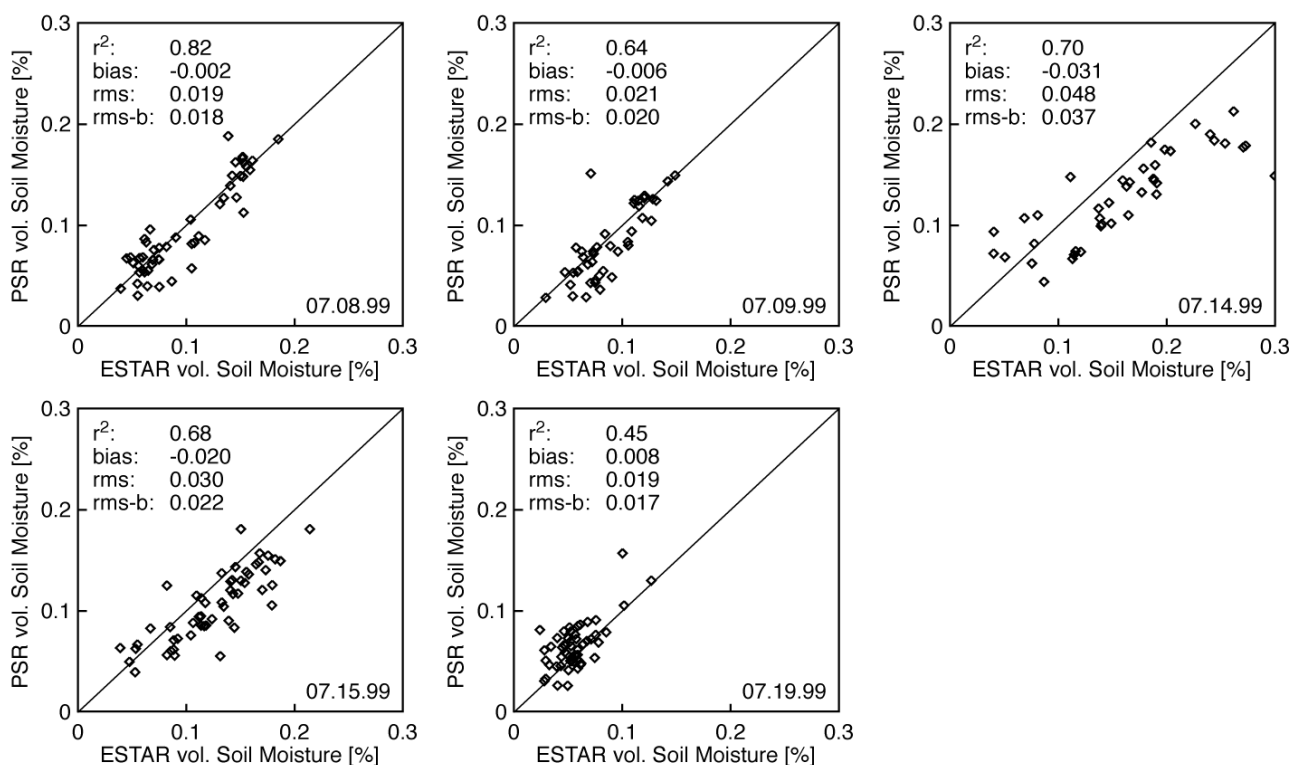 0.3
r²: 0.82
bias: -0.002
rms: 0.019
rms-b: 0.018
0.2
0.1
0
PSR vol. Soil Moisture [%]
07.08.99
0 0.1 0.2 0.3
ESTAR vol. Soil Moisture [%]
0.3
r²: 0.64
bias: -0.006
rms: 0.021
rms-b: 0.020
0.2
0.1
0
PSR vol. Soil Moisture [%]
07.09.99
0 0.1 0.2 0.3
ESTAR vol. Soil Moisture [%]
0.3
r²: 0.70
bias: -0.031
rms: 0.048
rms-b: 0.037
0.2
0.1
0
PSR vol. Soil Moisture [%]
07.14.99
0 0.1 0.2 0.3
ESTAR vol. Soil Moisture [%]
0.3
r²: 0.68
bias: -0.020
rms: 0.030
rms-b: 0.022
0.2
0.1
0
PSR vol. Soil Moisture [%]
07.15.99
0 0.1 0.2 0.3
ESTAR vol. Soil Moisture [%]
0.3
r²: 0.45
bias: 0.008
rms: 0.019
rms-b: 0.017
0.2
0.1
0
PSR vol. Soil Moisture [%]
07.19.99
0 0.1 0.2 0.3
ESTAR vol. Soil Moisture [%]